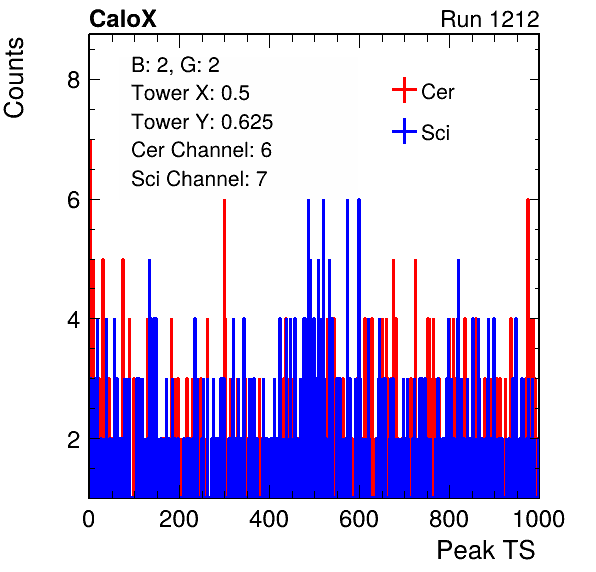 CaloX Run 1212
Counts
B: 2, G: 2
Tower X: 0.5
Tower Y: 0.625
Cer Channel: 6
Sci Channel: 7
Cer
Sci
8
6
4
2
0 200 400 600 800 1000
Peak TS